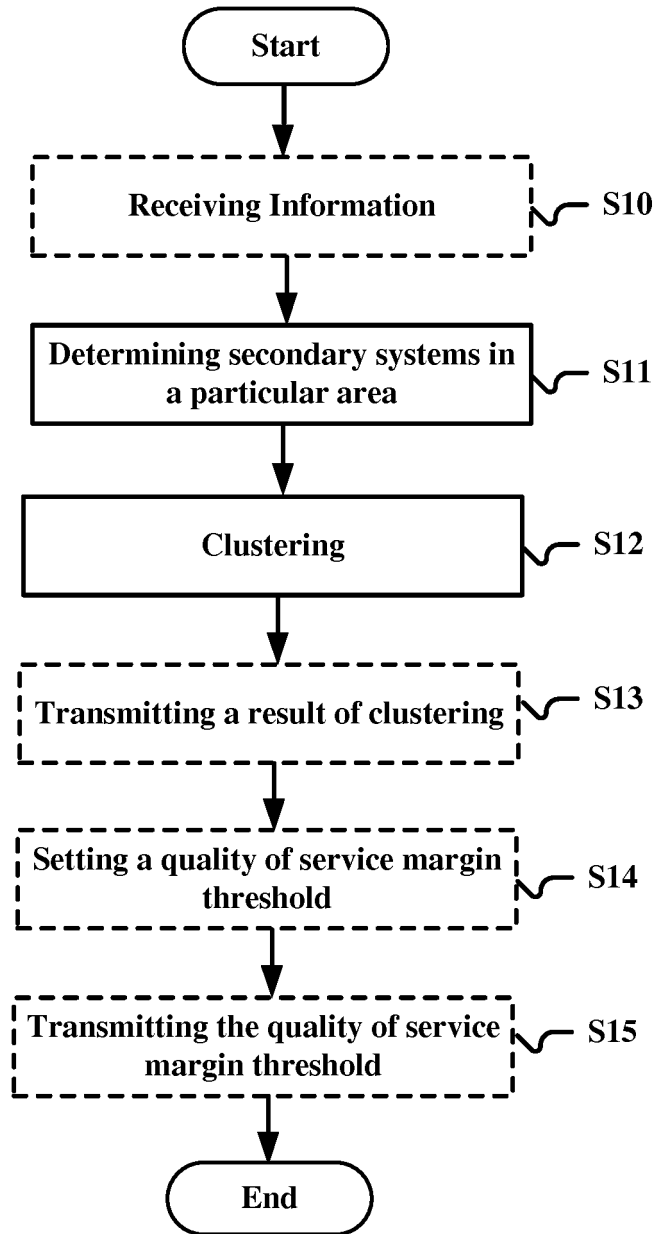 Start
Receiving Information
S10
Determining secondary systems in
a particular area
S11
Clustering
S12
Transmitting a result of clustering
S13
Setting a quality of service margin
threshold
S14
Transmitting the quality of service
margin threshold
S15
End